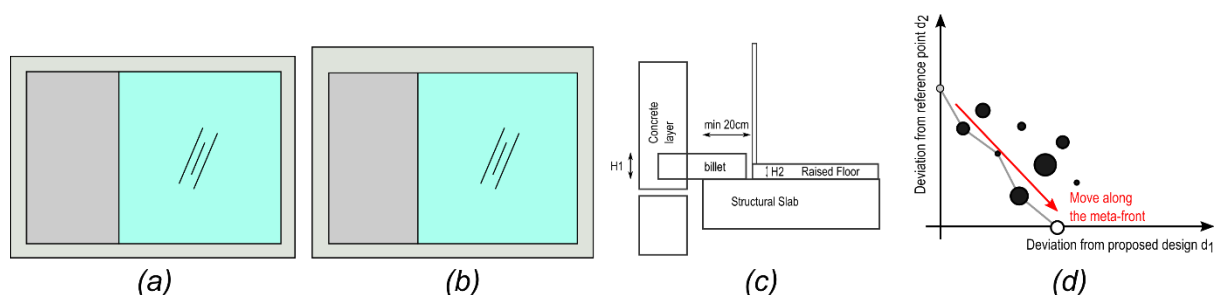 (a)
(b)
Concrete
layer
min 20cm
H1
billet
H2
Raised Floor
Structural Slab
(c)
Deviation from reference point d2
Move along
the meta-front
Deviation from proposed design d1
(d)